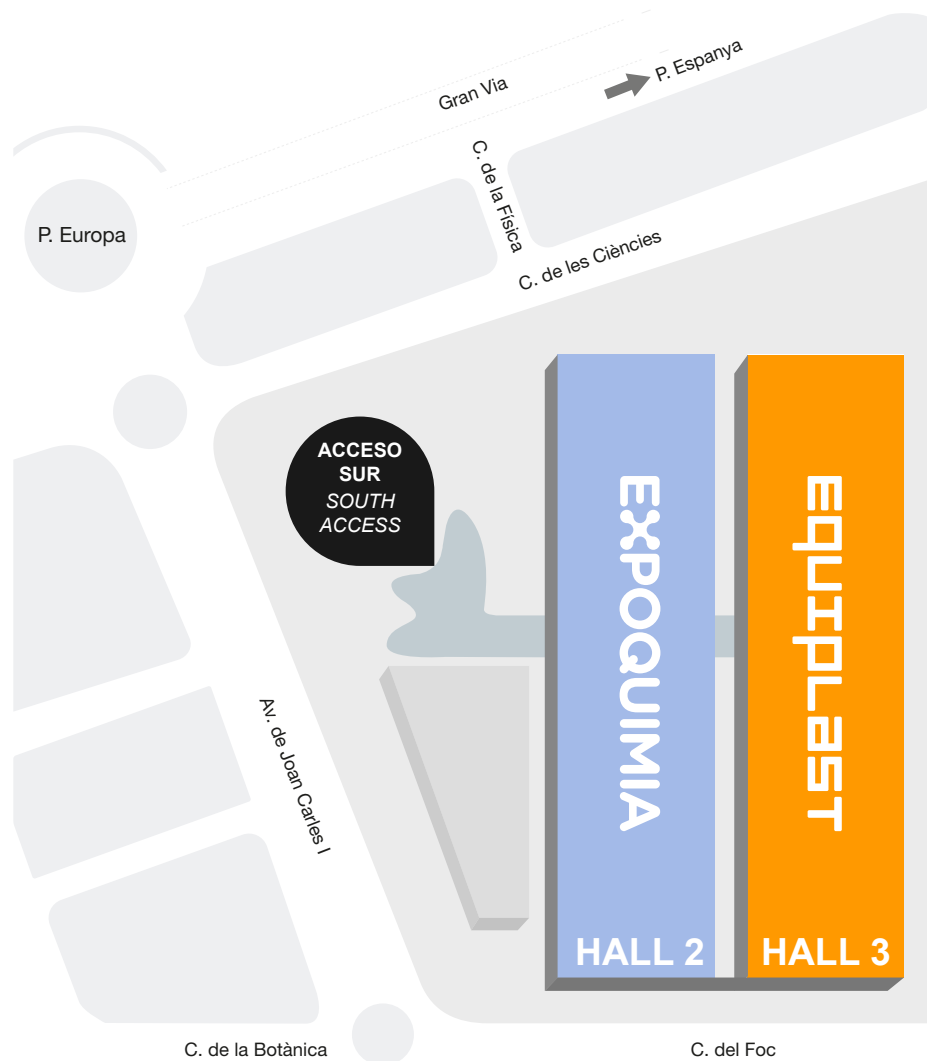 P. Espanya
Gran Via
C. de la Física
P. Europa
C. de les Ciències
ACCESO
SUR
SOUTH
ACCESS
EXPOQUIMIA
EQUIPLAST
Av. de Joan Carles I
HALL 2
HALL 3
C. de la Botànica
C. del Foc